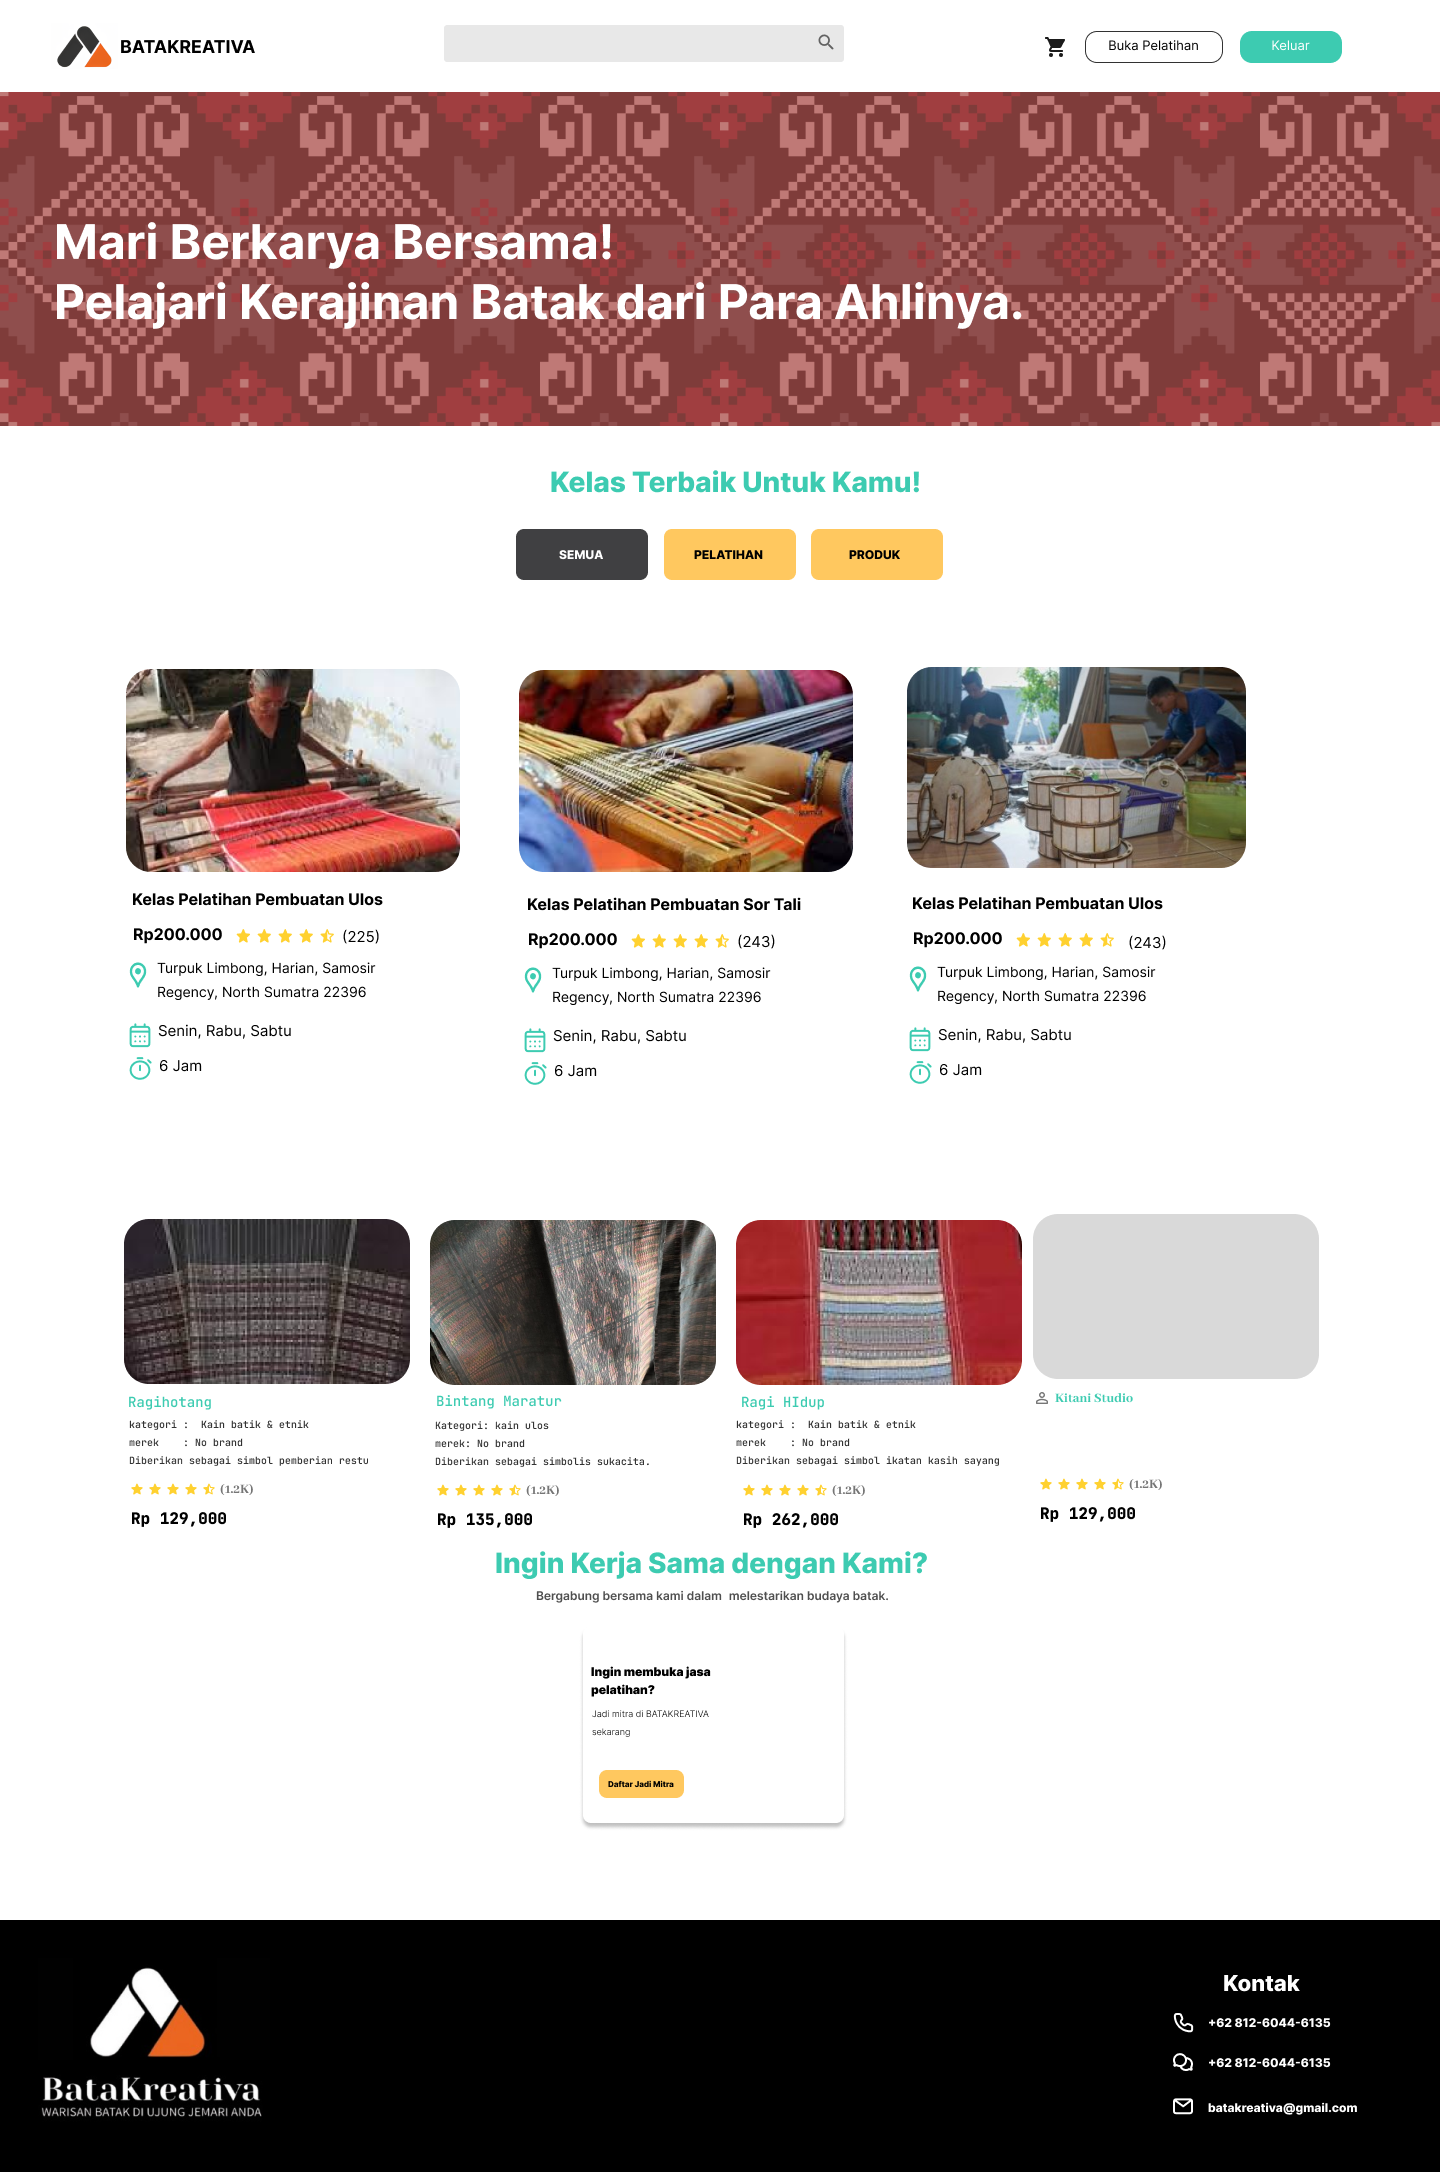 BATAKREATIVA
Buka Pelatihan
Keluar
Mari Berkarya Bersama!
Pelajari Kerajinan Batak dari Para Ahlinya.
Kelas Terbaik Untuk Kamu!
SEMUA
PELATIHAN
PRODUK
Kelas Pelatihan Pembuatan Ulos
Rp200.000
(225)
Turpuk Limbong, Harian, Samosir
Regency, North Sumatra 22396
Senin, Rabu, Sabtu
6 Jam
Kelas Pelatihan Pembuatan Sor Tali
Rp200.000
(243)
Turpuk Limbong, Harian, Samosir
Regency, North Sumatra 22396
Senin, Rabu, Sabtu
6 Jam
Kelas Pelatihan Pembuatan Ulos
Rp200.000
(243)
Turpuk Limbong, Harian, Samosir
Regency, North Sumatra 22396
Senin, Rabu, Sabtu
6 Jam
Ragihotang
kategori :  Kain batik & etnik
merek    : No brand
Diberikan sebagai simbol pemberian restu
(1.2K)
Rp 129,000
Bintang Maratur
Kategori: kain ulos
merek: No brand
Diberikan sebagai simbolis sukacita.
(1.2K)
Rp 135,000
Ragi HIdup
kategori :  Kain batik & etnik
merek    : No brand
Diberikan sebagai simbol ikatan kasih sayang
(1.2K)
Rp 262,000
Kitani Studio
(1.2K)
Rp 129,000
Ingin Kerja Sama dengan Kami?
Bergabung bersama kami dalam  melestarikan budaya batak.
Ingin membuka jasa
pelatihan?
Jadi mitra di BATAKREATIVA
sekarang
Daftar Jadi Mitra
BataKreativa
WARISAN BATAK DI UJUNG JEMARI ANDA
Kontak
+62 812-6044-6135
+62 812-6044-6135
batakreativa@gmail.com